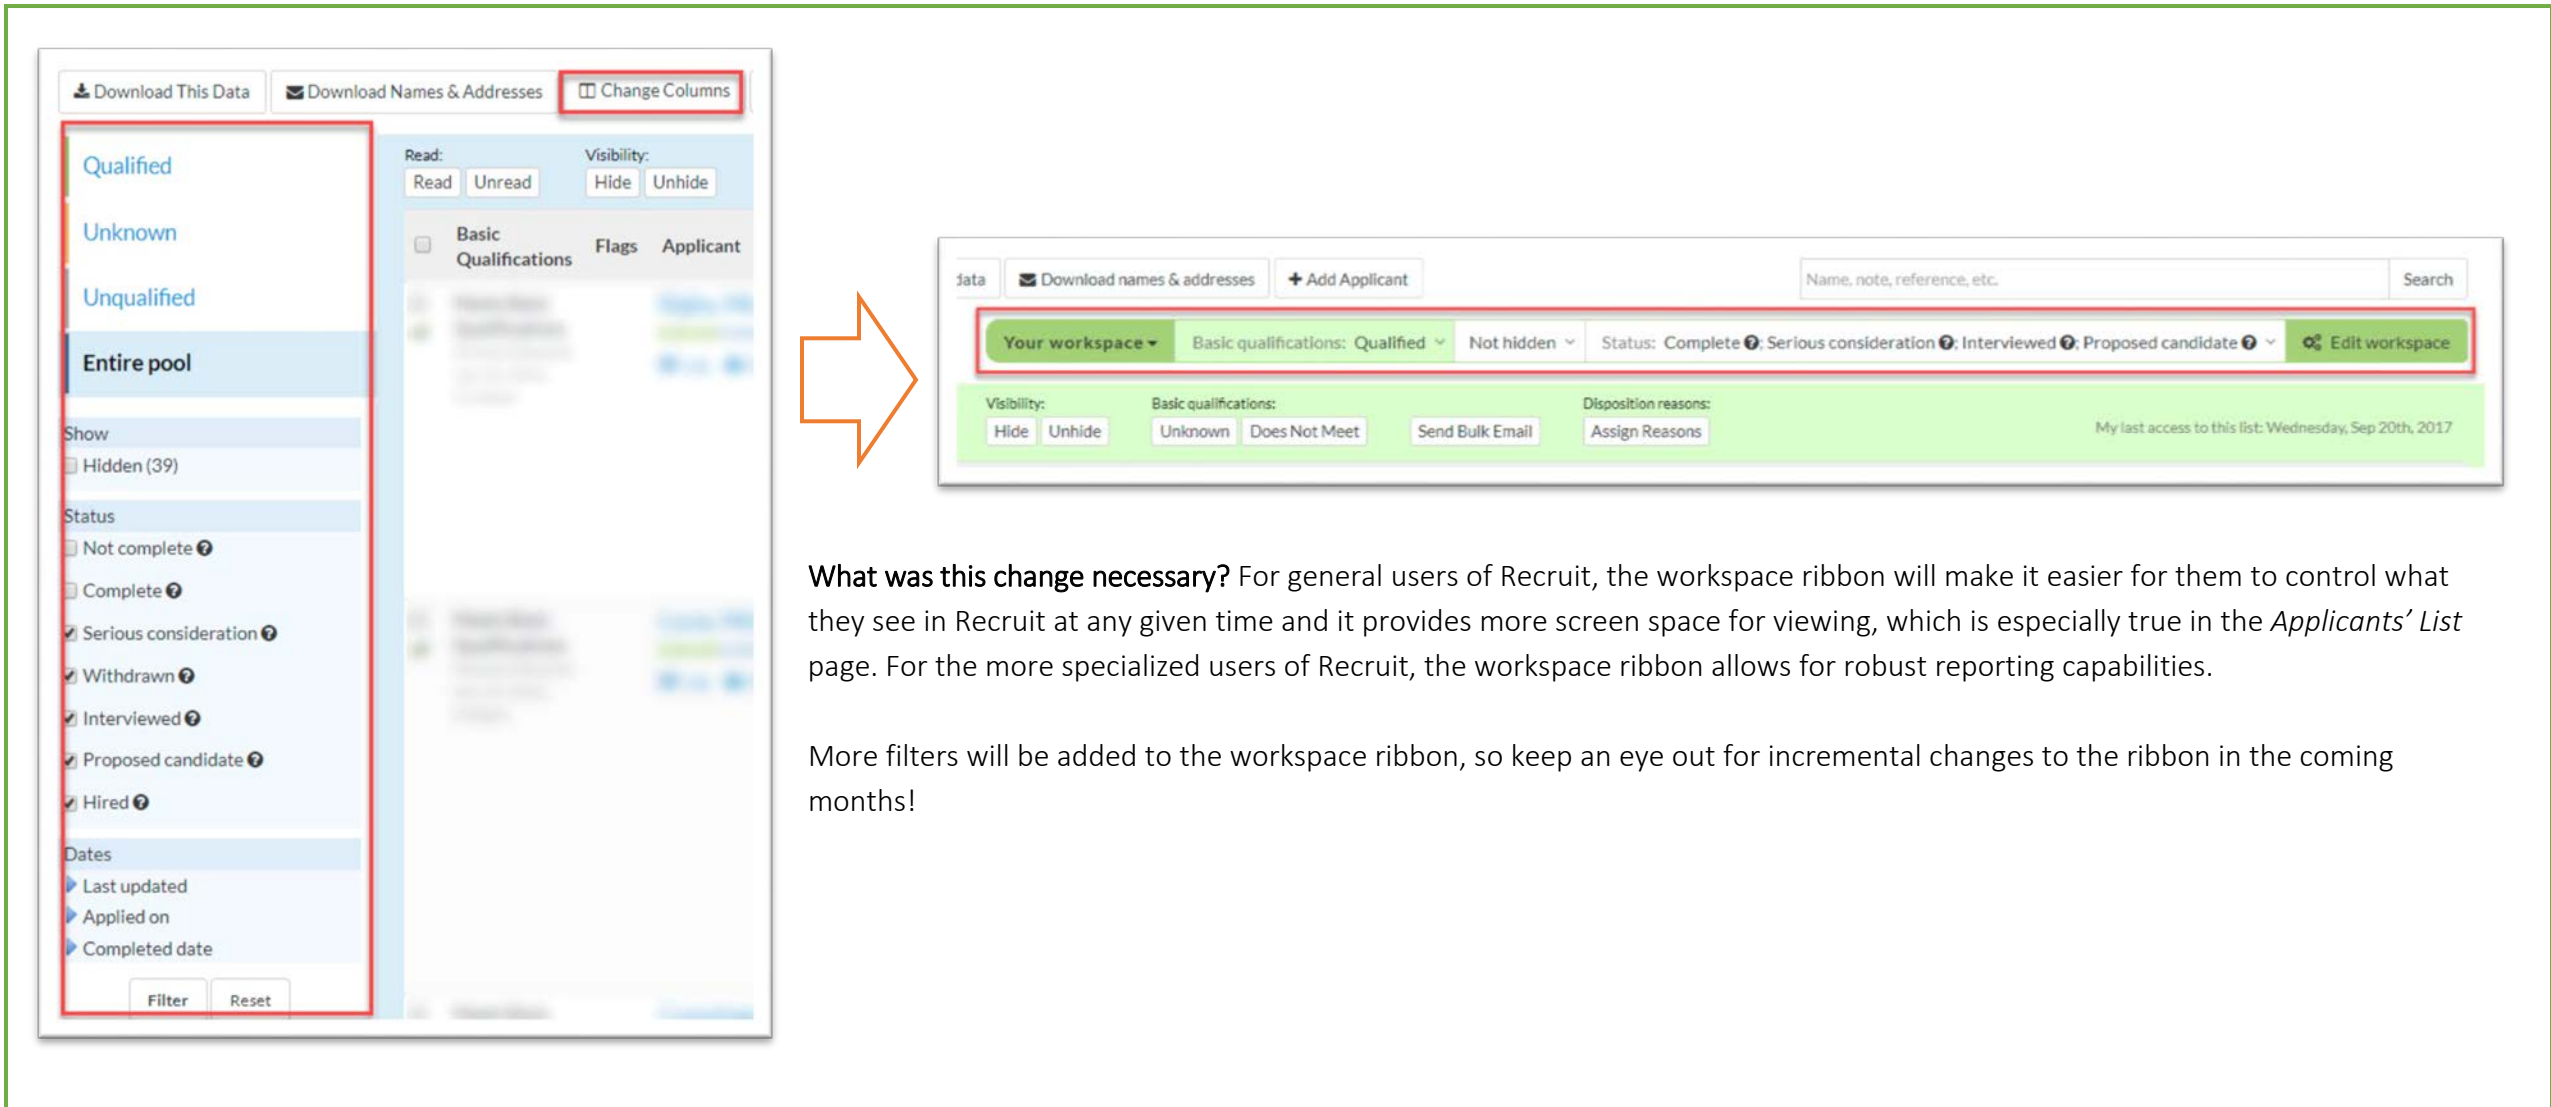 Download This Data
Download Names & Addresses
Change Columns
Qualified
Unknown
Unqualified
Entire pool
Show
Hidden (39)
Status
Not complete
Complete
Serious consideration
Withdrawn
Interviewed
Proposed candidate
Hired
Dates
Last updated
Applied on
Completed date
Filter Reset
Read: Visibility:
Read Unread Hide Unhide
Basic Qualifications Flags Applicant
data Download names & addresses + Add Applicant Name, note, reference, etc. Search
Your workspace Basic qualifications: Qualified Not hidden Status: Complete ; Serious consideration ; Interviewed ; Proposed candidate Edit workspace
Visibility: Basic qualifications: Disposition reasons:
Hide Unhide Unknown Does Not Meet Send Bulk Email Assign Reasons My last access to this list: Wednesday, Sep 20th, 2017
What was this change necessary? For general users of Recruit, the workspace ribbon will make it easier for them to control what
they see in Recruit at any given time and it provides more screen space for viewing, which is especially true in the Applicants’ List
page. For the more specialized users of Recruit, the workspace ribbon allows for robust reporting capabilities.
More filters will be added to the workspace ribbon, so keep an eye out for incremental changes to the ribbon in the coming
months!